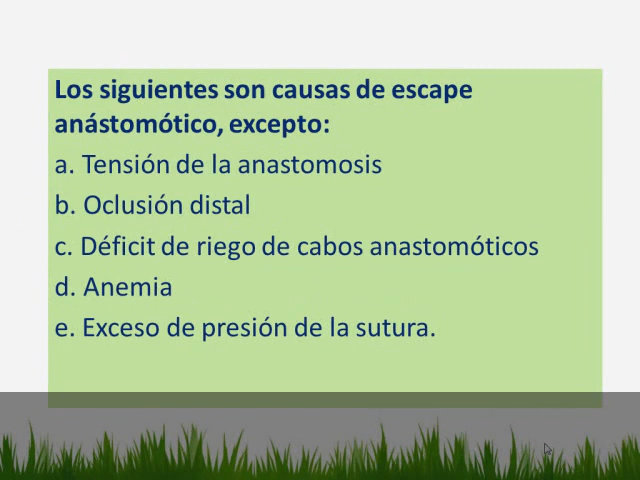 Los siguientes son causas de escape
anástomótico, excepto:
a. Tensión de la anastomosis
b. Oclusión distal
c. Déficit de riego de cabos anastomóticos
d. Anemia
e. Exceso de presión de la sutura.